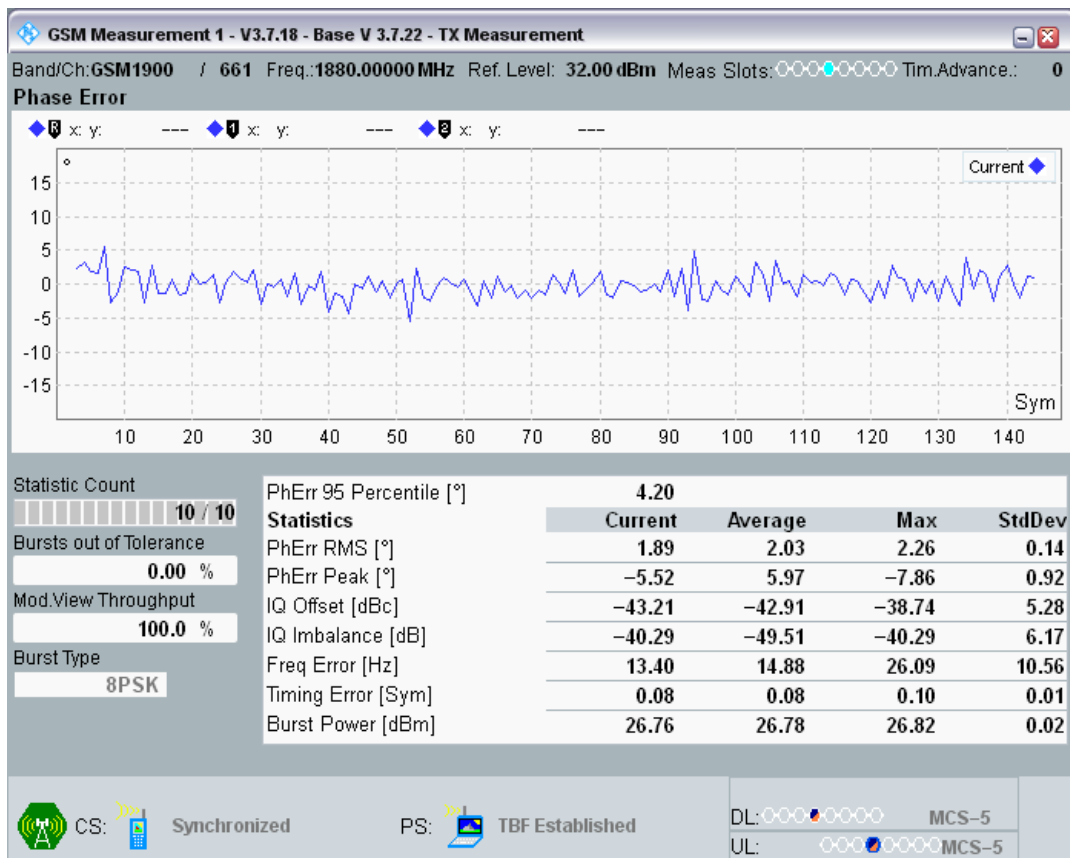 GSM Measurement 1 - V3.7.18 - Base V 3.7.22 - TX Measurement
Band/Ch:GSM1900 / 661 Freq.:1880.00000 MHz Ref. Level: 32.00 dBm Meas Slots: Tim.Advance.: 0
Phase Error
R x: y: --- 1 x: y: --- 2 x: y: ---
° Current
15
10
5
0
-5
-10
-15
Sym
10 20 30 40 50 60 70 80 90 100 110 120 130 140
Statistic Count
10 / 10
Bursts out of Tolerance
0.00 %
Mod.View Throughput
100.0 %
Burst Type
8PSK
PhErr 95 Percentile [°] 4.20
Statistics Current Average Max StdDev
PhErr RMS [°] 1.89 2.03 2.26 0.14
PhErr Peak [°] −5.52 5.97 −7.86 0.92
IQ Offset [dBc] −43.21 −42.91 −38.74 5.28
IQ Imbalance [dB] −40.29 −49.51 −40.29 6.17
Freq Error [Hz] 13.40 14.88 26.09 10.56
Timing Error [Sym] 0.08 0.08 0.10 0.01
Burst Power [dBm] 26.76 26.78 26.82 0.02
CS: Synchronized PS: TBF Established
DL: MCS−5
UL: MCS−5